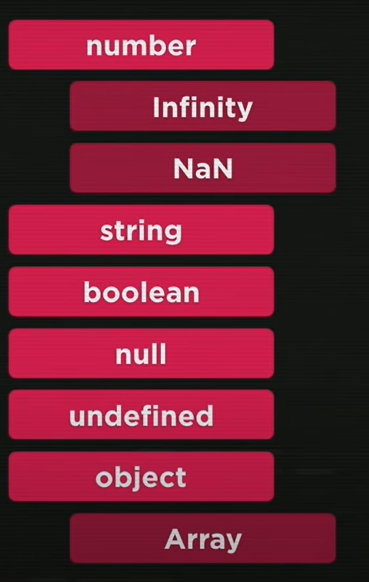 number
Infinity
NaN
string
boolean
null
undefined
object
Array